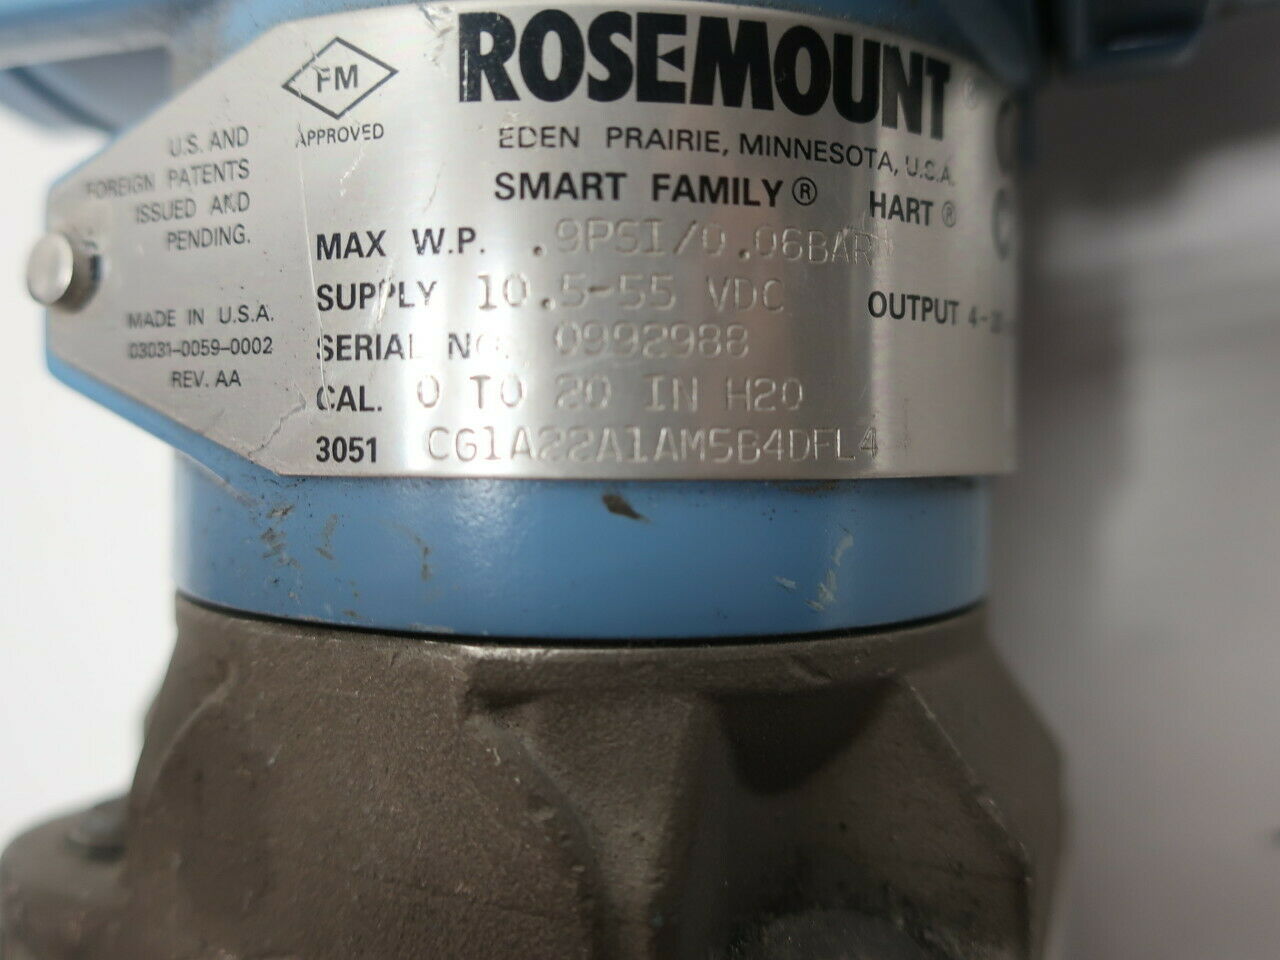 FM
APPROVED
ROSEMOUNT ®
EDEN PRAIRIE, MINNESOTA, U.S.A.
SMART FAMILY ® HART ®
U.S. AND
FOREIGN PATENTS
ISSUED AND
PENDING.
MADE IN U.S.A.
03031-0059-0002
REV. AA
MAX W.P. .9PSI/0.06BAR
SUPPLY 10.5-55 VDC
OUTPUT 4-20
SERIAL NO. 0992988
CAL. 0 TO 20 IN H2O
3051 CG1A22A1AM5B4DFL4